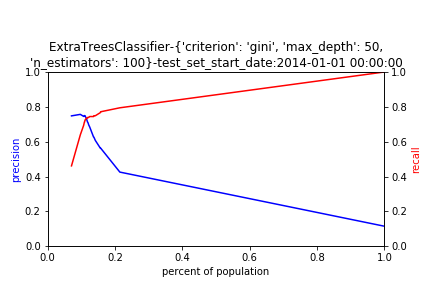 ExtraTreesClassifier-{'criterion': 'gini', 'max_depth': 50,
'n_estimators': 100}-test_set_start_date:2014-01-01 00:00:00
1.0
0.8
0.6
0.4
0.2
0.0
precision
1.0
0.8
0.6
0.4
0.2
0.0
recall
0.0 0.2 0.4 0.6 0.8 1.0
percent of population